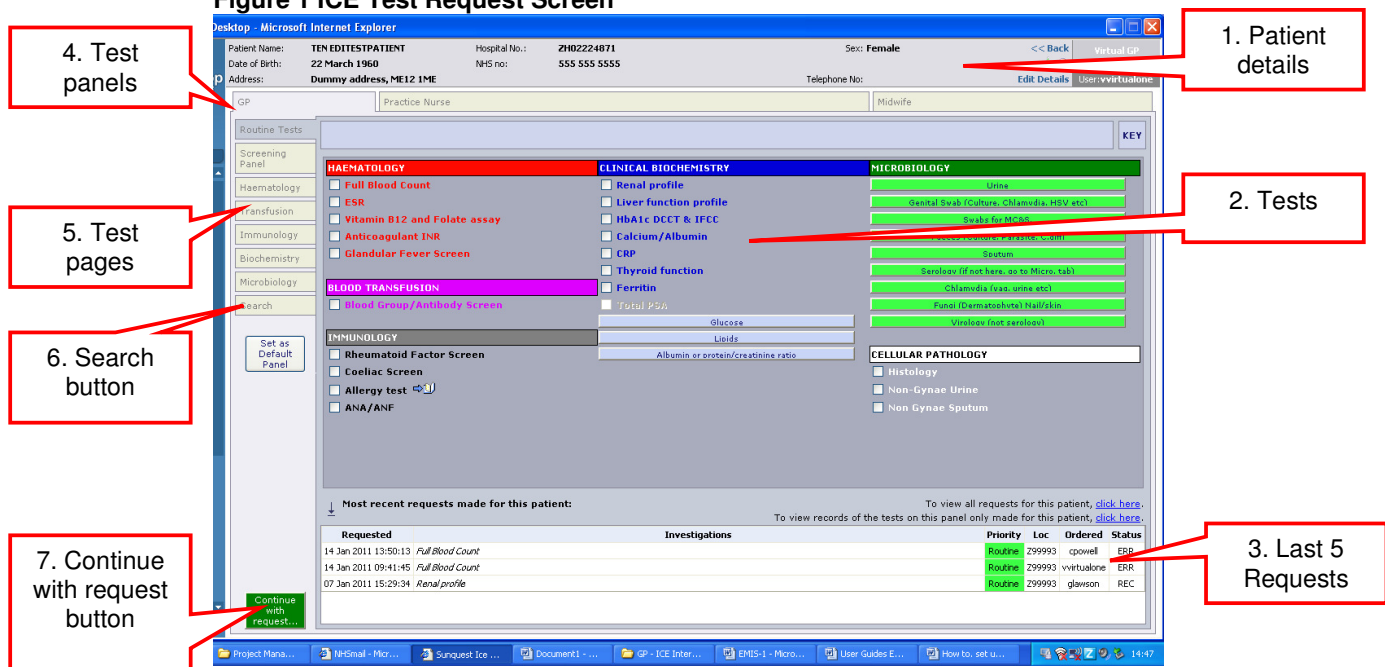 Figure 1 ICE Test Request Screen
Desktop - Microsoft Internet Explorer
4. Test
panels
1. Patient
details
Patient Name: TEN EDITESTPATIENT Hospital No.: ZH02224871 Sex: Female << Back Virtual GP
Date of Birth: 22 March 1960 NHS no: 555 555 5555
Address: Dummy address, ME12 1ME Telephone No: Edit Details User:vvirtualone
GP Practice Nurse Midwife
Routine Tests
Screening
Panel
Haematology
Transfusion
Immunology
Biochemistry
Microbiology
Search
Set as
Default
Panel
5. Test
pages
6. Search
button
KEY
HAEMATOLOGY
Full Blood Count
ESR
Vitamin B12 and Folate assay
Anticoagulant INR
Glandular Fever Screen
BLOOD TRANSFUSION
Blood Group/Antibody Screen
IMMUNOLOGY
Rheumatoid Factor Screen
Coeliac Screen
Allergy test
ANA/ANF
CLINICAL BIOCHEMISTRY
Renal profile
Liver function profile
HbA1c DCCT & IFCC
Calcium/Albumin
CRP
Thyroid function
Ferritin
Total PSA
Glucose
Lipids
Albumin or protein/creatinine ratio
MICROBIOLOGY
Urine
Genital Swab (Culture, Chlamydia, HSV etc)
Swabs for MC&S
Faeces (Culture, Parasite, C.diff)
Sputum
Serology (if not here, go to Micro. tab)
Chlamydia (vag, urine etc)
Fungi (Dermatophyte) Nail/skin
Virology (not serology)
CELLULAR PATHOLOGY
Histology
Non-Gynae Urine
Non Gynae Sputum
2. Tests
Most recent requests made for this patient:
To view all requests for this patient, click here.
To view records of the tests on this panel only made for this patient, click here.
Requested Investigations Priority Loc Ordered Status
14 Jan 2011 13:50:13 Full Blood Count Routine Z99993 cpowell ERR
14 Jan 2011 09:41:45 Full Blood Count Routine Z99993 vvirtualone ERR
07 Jan 2011 15:29:34 Renal profile Routine Z99993 glawson REC
3. Last 5
Requests
7. Continue
with request
button
Continue
with
request...
Project Mana... NHSmail - Micr... Sunquest Ice ... Document1 - ... GP - ICE Inter... EMIS-1 - Micro... User Guides E... How to. set u... 14:47